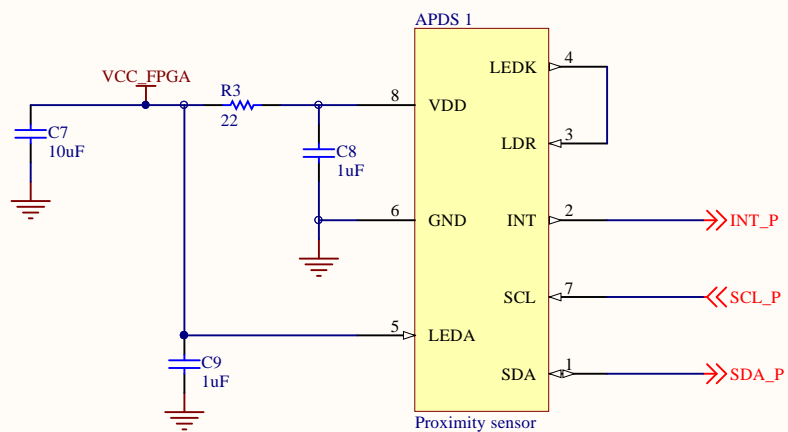 APDS 1
VCC_FPGA
LEDK
4
R3
22
8
VDD
C7
10uF
LDR
3
C8
1uF
6
GND
INT
2
INT_P
SCL
7
SCL_P
5
LEDA
C9
1uF
SDA
1
SDA_P
Proximity sensor